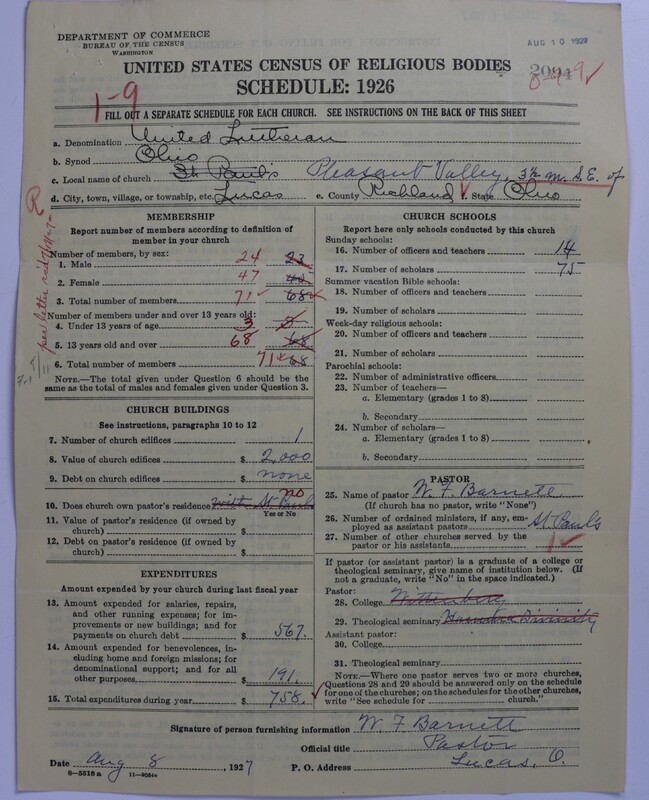 DEPARTMENT OF COMMERCE
BUREAU OF THE CENSUS
WASHINGTON
AUG 10 1927
UNITED STATES CENSUS OF RELIGIOUS BODIES
SCHEDULE: 1926
1-9
FILL OUT A SEPARATE SCHEDULE FOR EACH CHURCH. SEE INSTRUCTIONS ON THE BACK OF THIS SHEET
a. Denomination United Lutheran
b. Synod Ohio
c. Local name of church St Paul's Pleasant Valley, 3½ m. S.E. of
d. City, town, village, or township, etc. Lucas e. County Richland State Ohio
MEMBERSHIP
Report number of members according to definition of
member in your church
Number of members, by sex:
1. Male 24 23
2. Female 47
3. Total number of members 71 68
Number of members under and over 13 years old:
4. Under 13 years of age 3
5. 13 years old and over 68 68
6. Total number of members 71 68
NOTE.—The total given under Question 6 should be the
same as the total of males and females given under Question 3.
CHURCH BUILDINGS
See instructions, paragraphs 10 to 12
7. Number of church edifices 1
8. Value of church edifices $ 2,000
9. Debt on church edifices $ none
10. Does church own pastor's residence with St Pauls no
Yes or No
11. Value of pastor's residence (if owned by
church) $
12. Debt on pastor's residence (if owned by
church) $
EXPENDITURES
Amount expended by your church during last fiscal year
13. Amount expended for salaries, repairs,
and other running expenses; for im-
provements or new buildings; and for
payments on church debt $ 567.
14. Amount expended for benevolences, in-
cluding home and foreign missions; for
denominational support; and for all
other purposes $ 191.
15. Total expenditures during year $ 758.
CHURCH SCHOOLS
Report here only schools conducted by this church
Sunday schools:
16. Number of officers and teachers 14
17. Number of scholars 75
Summer vacation Bible schools:
18. Number of officers and teachers
19. Number of scholars
Week-day religious schools:
20. Number of officers and teachers
21. Number of scholars
Parochial schools:
22. Number of administrative officers
23. Number of teachers—
a. Elementary (grades 1 to 8)
b. Secondary
24. Number of scholars—
a. Elementary (grades 1 to 8)
b. Secondary
PASTOR
25. Name of pastor W. F. Barnett
(If church has no pastor, write "None")
26. Number of ordained ministers, if any, em-
ployed as assistant pastors St Pauls
27. Number of other churches served by the
pastor or his assistants 1
If pastor (or assistant pastor) is a graduate of a college or
theological seminary, give name of institution below. (If
not a graduate, write "No" in the space indicated.)
Pastor:
28. College Wittenberg
29. Theological seminary Hamma Divinity
Assistant pastor:
30. College
31. Theological seminary
NOTE.—Where one pastor serves two or more churches,
Questions 28 and 29 should be answered only on the schedule
for one of the churches; on the schedules for the other churches,
write "See schedule for church."
Signature of person furnishing information W. F. Barnett
Official title Pastor
Date Aug 8, 1927 P. O. Address Lucas, O.
8-5518 a